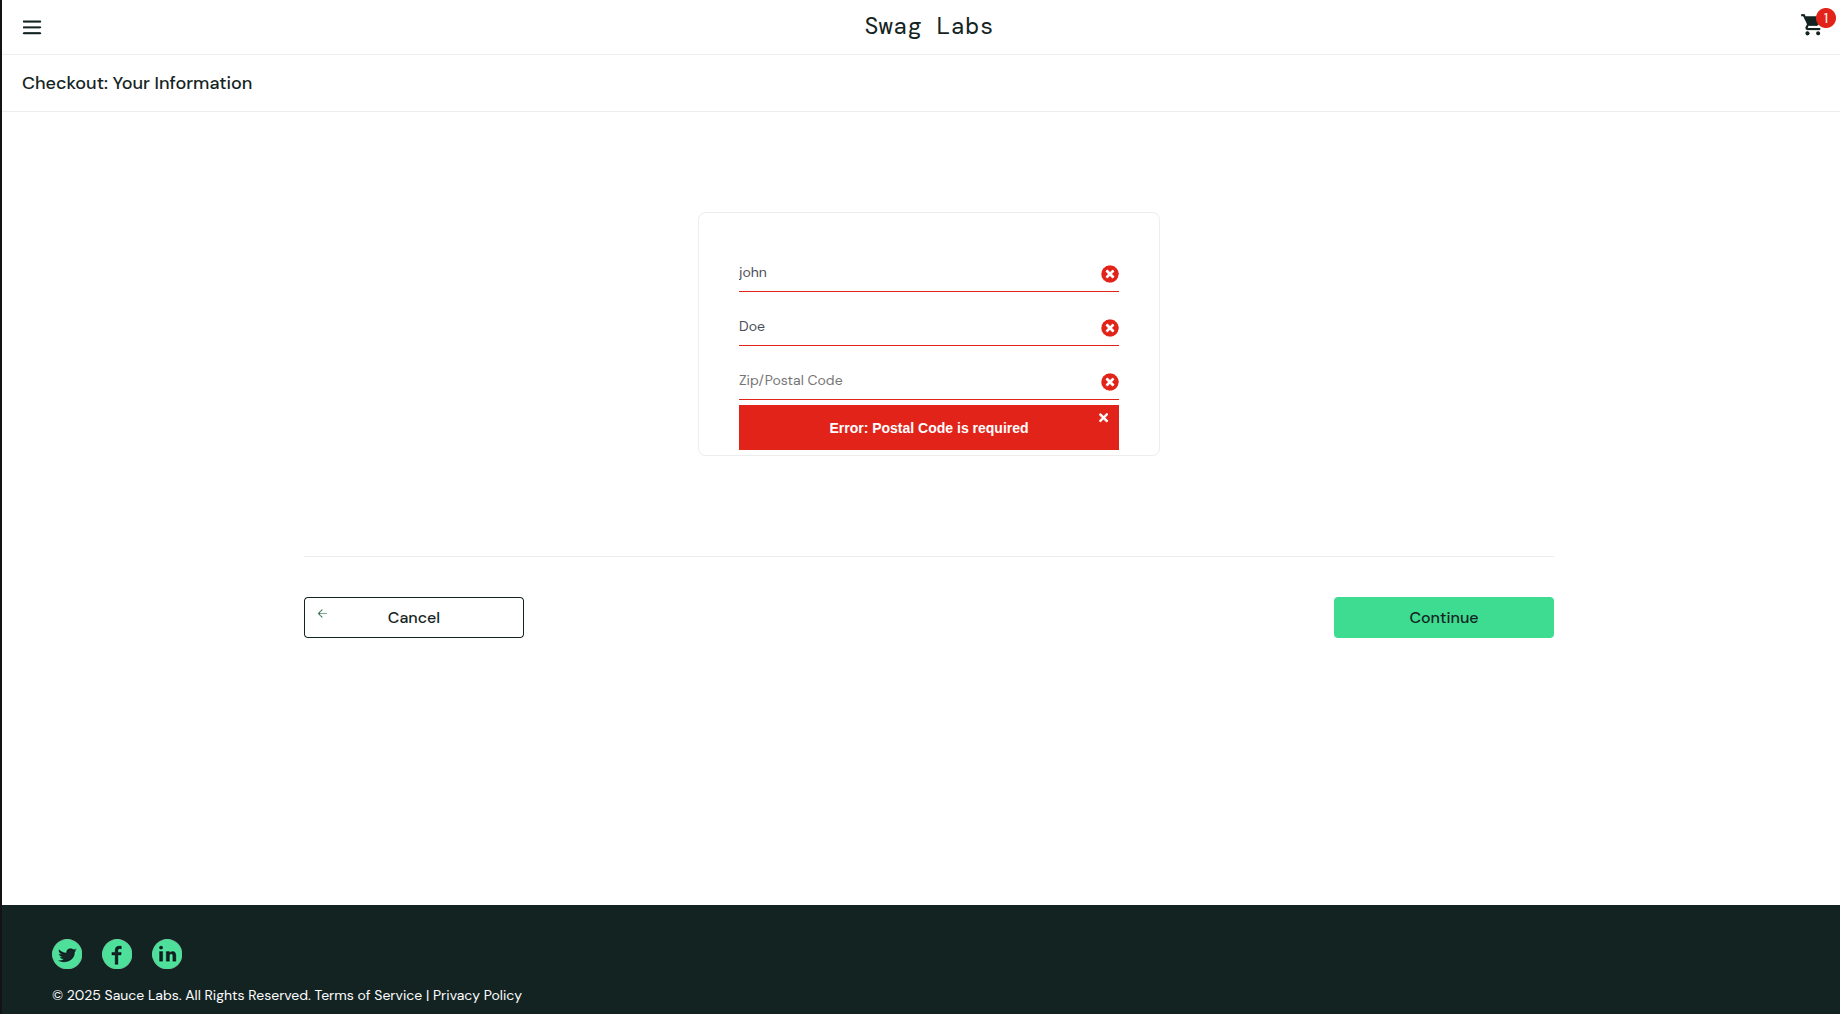 Swag Labs
1
Checkout: Your Information
john
Doe
Zip/Postal Code
Error: Postal Code is required
Cancel
Continue
© 2025 Sauce Labs. All Rights Reserved. Terms of Service | Privacy Policy